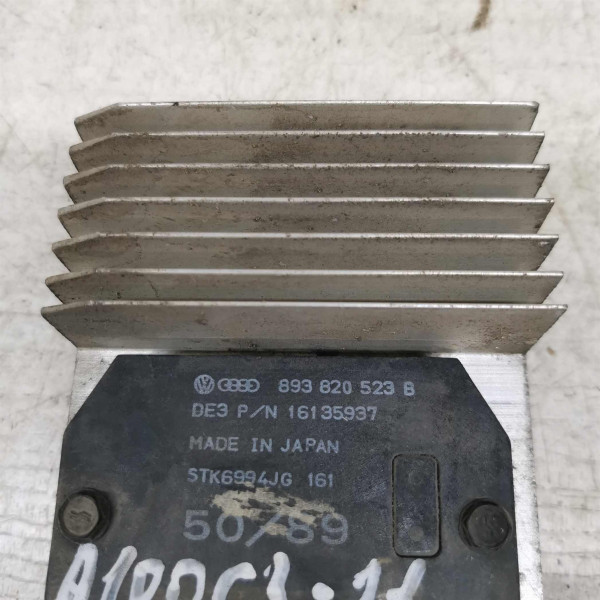 893 820 523 B
DE3 P/N 16135937
MADE IN JAPAN
STK6994JG 161
50/89